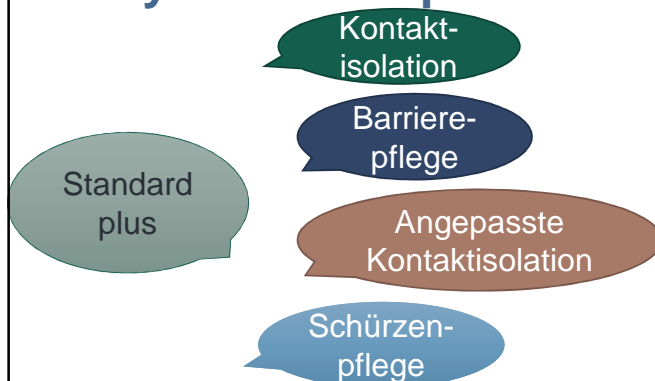 Kontakt-
isolation
Barriere-
pflege
Standard
plus
Angepasste
Kontaktisolation
Schürzen-
pflege